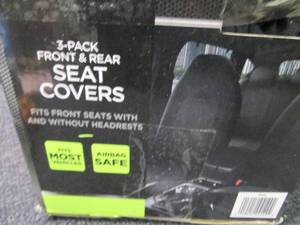 3-PACK
FRONT & REAR
SEAT
COVERS
FITS FRONT SEATS WITH
AND WITHOUT HEADRESTS
FITS
MOST
VEHICLES
AIRBAG
SAFE